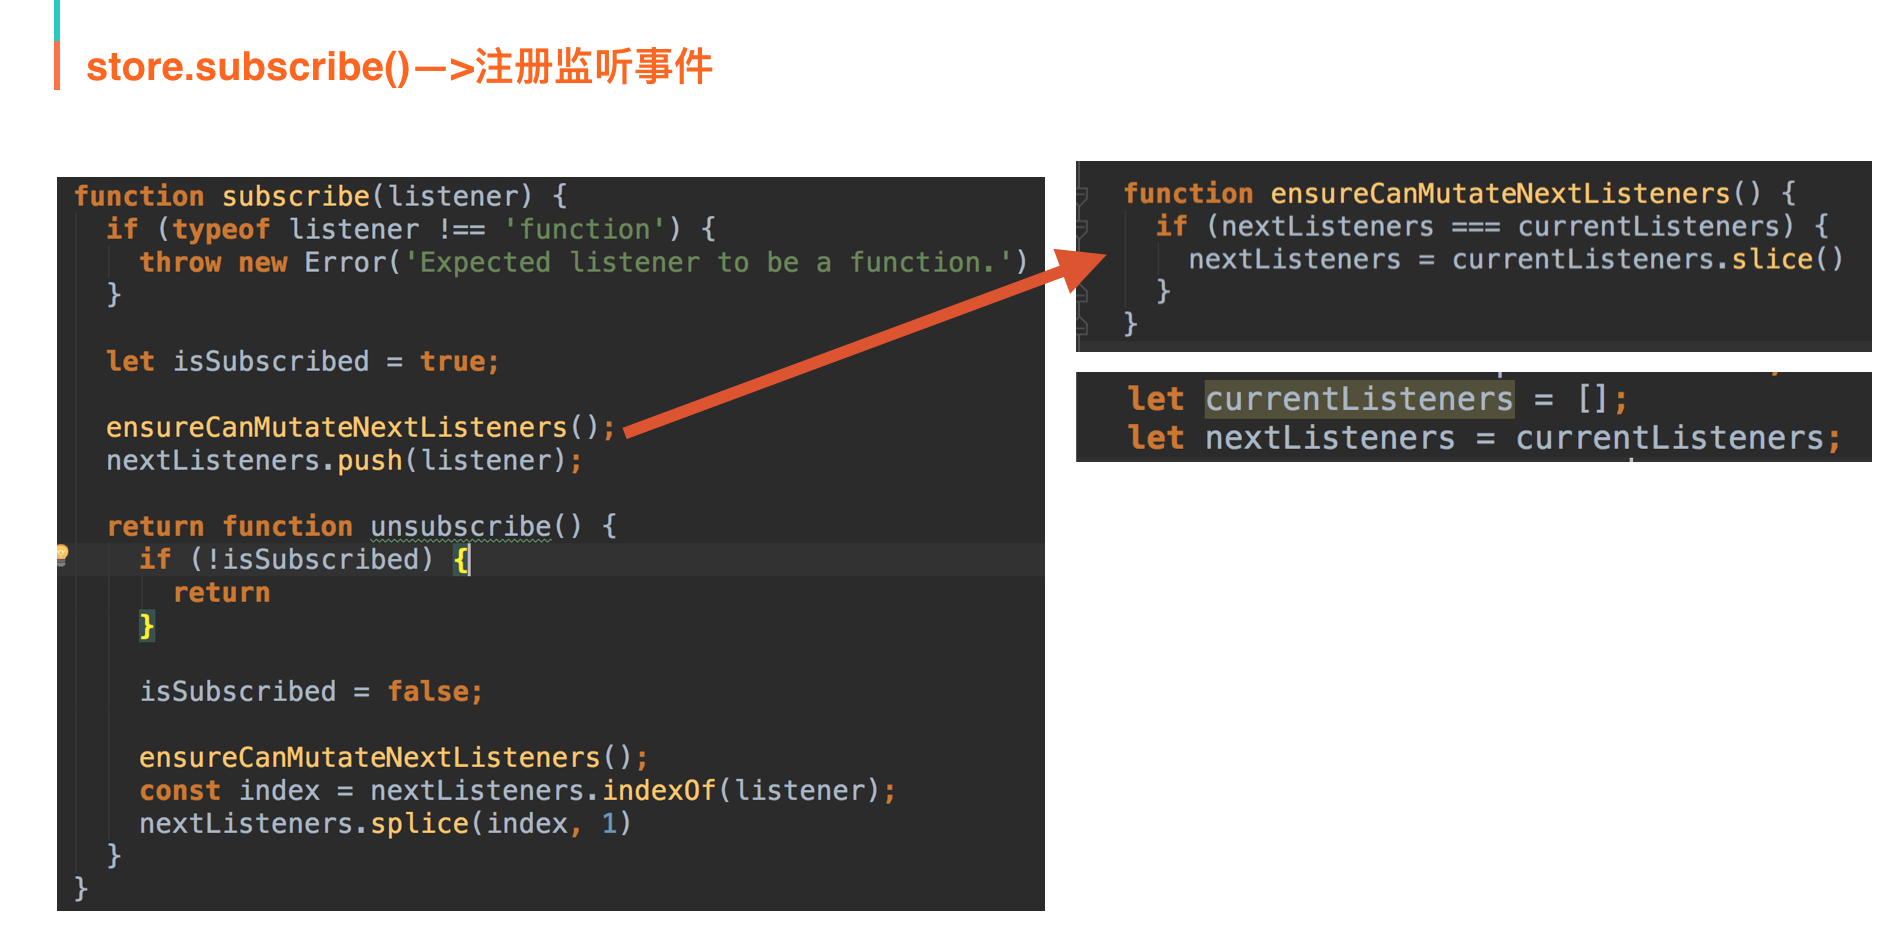 store.subscribe()—>注册监听事件
function subscribe(listener) {
  if (typeof listener !== 'function') {
    throw new Error('Expected listener to be a function.')
  }
  let isSubscribed = true;
  ensureCanMutateNextListeners();
  nextListeners.push(listener);
  return function unsubscribe() {
    if (!isSubscribed) {
      return
    }
    isSubscribed = false;
    ensureCanMutateNextListeners();
    const index = nextListeners.indexOf(listener);
    nextListeners.splice(index, 1)
  }
}
function ensureCanMutateNextListeners() {
  if (nextListeners === currentListeners) {
    nextListeners = currentListeners.slice()
  }
}
let currentListeners = [];
let nextListeners = currentListeners;